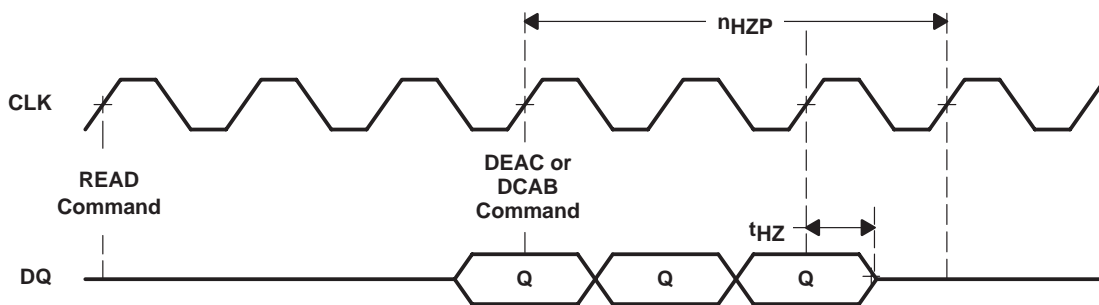 nHZP
CLK
READ
Command
DEAC or
DCAB
Command
tHZ
DQ
Q
Q
Q